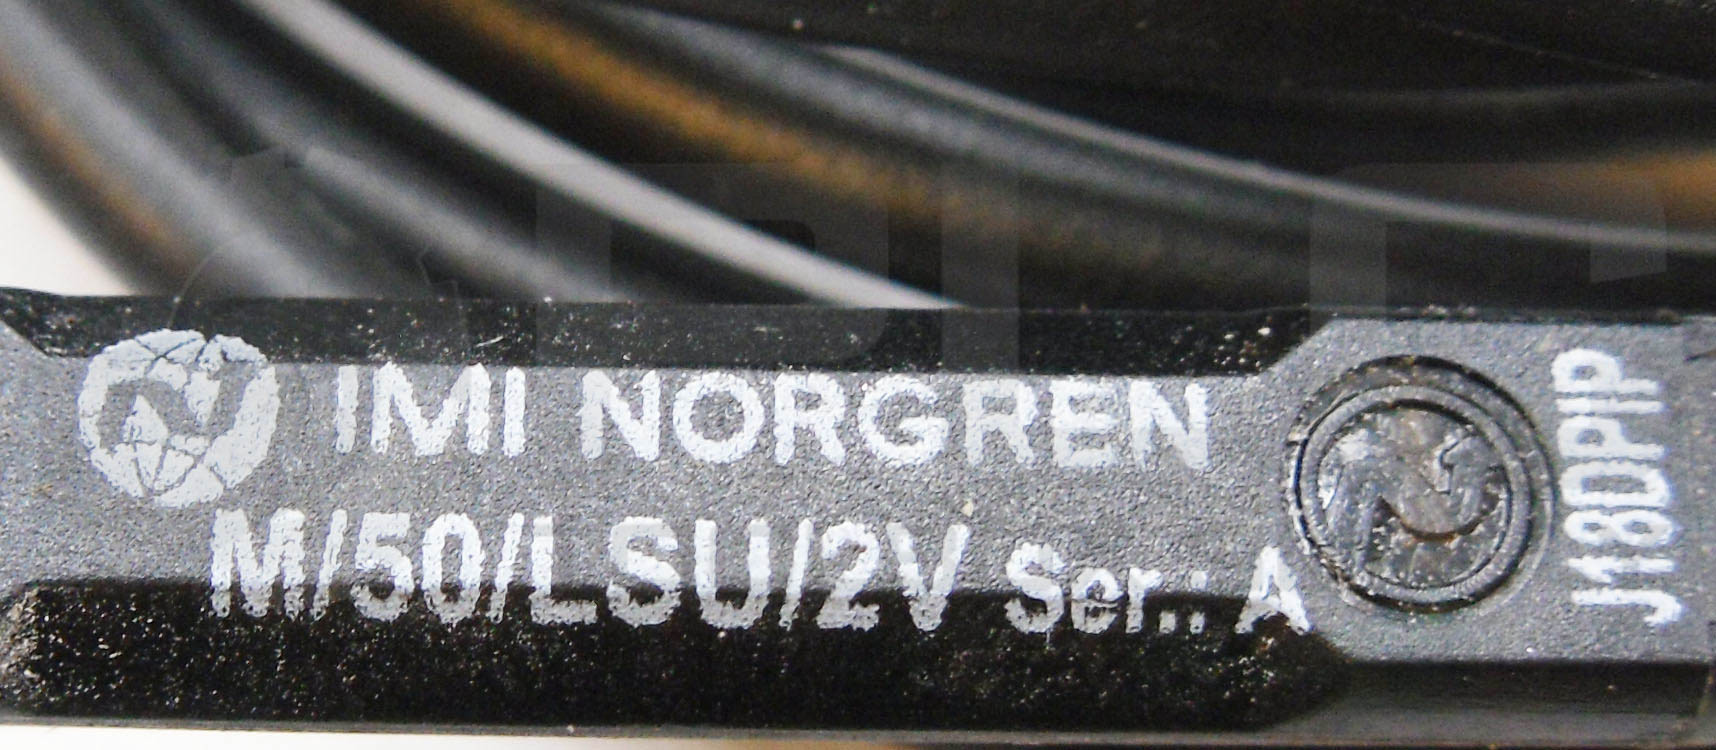 IMI NORGREN
M/50/LSU/2V Ser.: A
J18DPIP